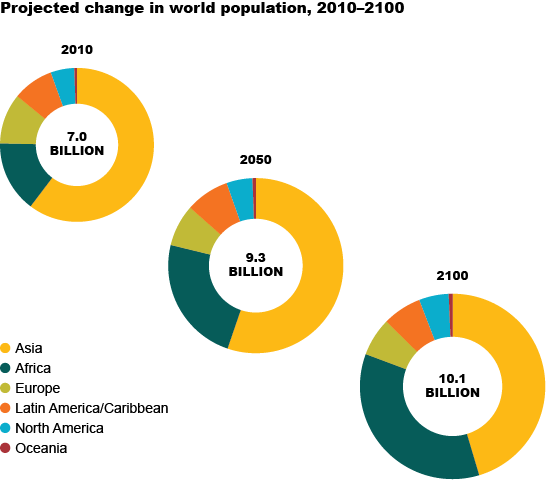 Projected change in world population, 2010–2100
2010
7.0
BILLION
2050
9.3
BILLION
2100
10.1
BILLION
Asia
Africa
Europe
Latin America/Caribbean
North America
Oceania